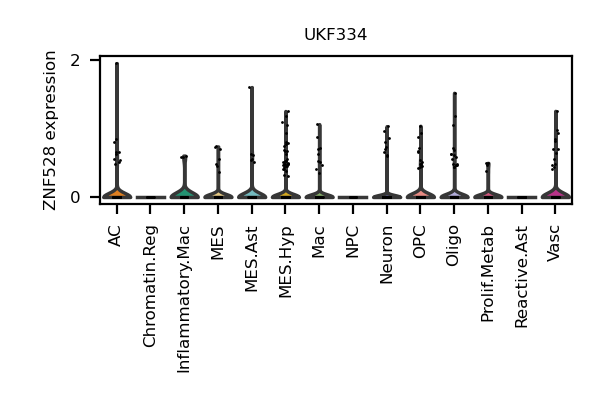 UKF334
ZNF528 expression
2
0
AC
Chromatin.Reg
Inflammatory.Mac
MES
MES.Ast
MES.Hyp
Mac
NPC
Neuron
OPC
Oligo
Prolif.Metab
Reactive.Ast
Vasc